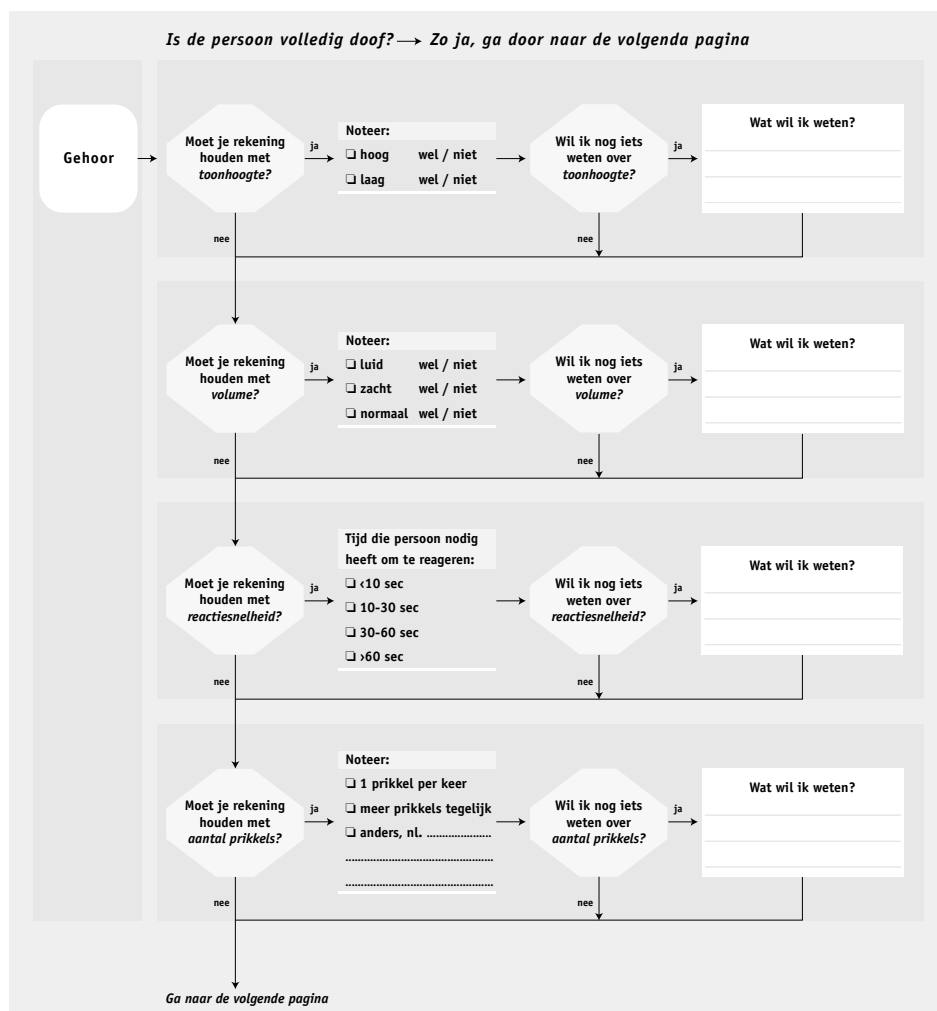 Is de persoon volledig doof? → Zo ja, ga door naar de volgenda pagina
Gehoor
Moet je rekening
houden met
toonhoogte?
ja
nee
Noteer:
❏ hoog wel / niet
❏ laag wel / niet
Wil ik nog iets
weten over
toonhoogte?
ja
nee
Wat wil ik weten?
Moet je rekening
houden met
volume?
ja
nee
Noteer:
❏ luid wel / niet
❏ zacht wel / niet
❏ normaal wel / niet
Wil ik nog iets
weten over
volume?
ja
nee
Wat wil ik weten?
Moet je rekening
houden met
reactiesnelheid?
ja
nee
Tijd die persoon nodig
heeft om te reageren:
❏ <10 sec
❏ 10-30 sec
❏ 30-60 sec
❏ >60 sec
Wil ik nog iets
weten over
reactiesnelheid?
ja
nee
Wat wil ik weten?
Moet je rekening
houden met
aantal prikkels?
ja
nee
Noteer:
❏ 1 prikkel per keer
❏ meer prikkels tegelijk
❏ anders, nl. .....................
................................................
................................................
Wil ik nog iets
weten over
aantal prikkels?
ja
nee
Wat wil ik weten?
Ga naar de volgende pagina